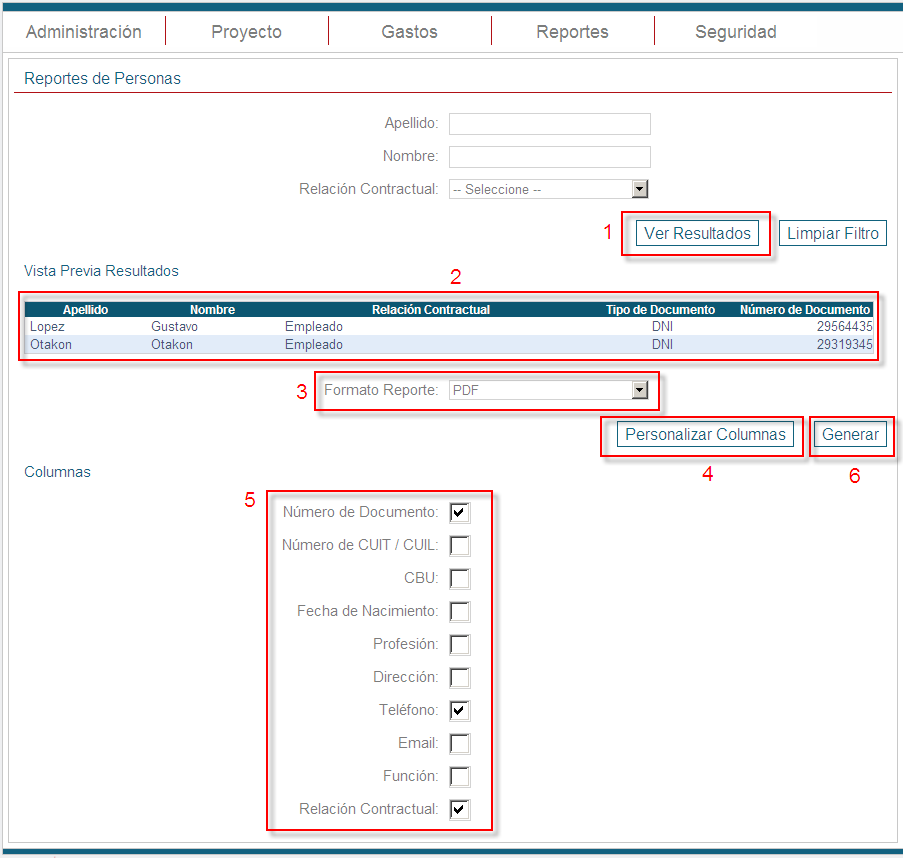 Administración Proyecto Gastos Reportes Seguridad
Reportes de Personas
Apellido:
Nombre:
Relación Contractual: -- Seleccione --
1 Ver Resultados Limpiar Filtro
Vista Previa Resultados
2
Apellido Nombre Relación Contractual Tipo de Documento Número de Documento
Lopez Gustavo Empleado DNI 29564435
Otakon Otakon Empleado DNI 29319345
3 Formato Reporte: PDF
Personalizar Columnas Generar
4 6
Columnas
5
Número de Documento:
Número de CUIT / CUIL:
CBU:
Fecha de Nacimiento:
Profesión:
Dirección:
Teléfono:
Email:
Función:
Relación Contractual: